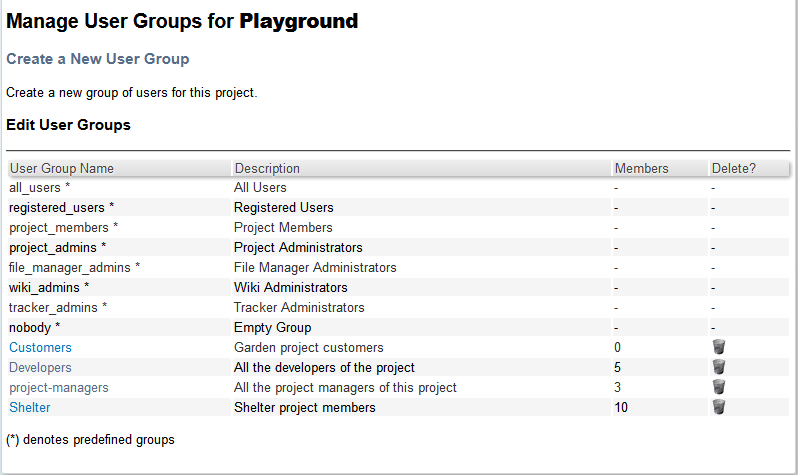 Manage User Groups for Playground
Create a New User Group
Create a new group of users for this project.
Edit User Groups
User Group Name Description Members Delete?
all_users * All Users - -
registered_users * Registered Users - -
project_members * Project Members - -
project_admins * Project Administrators - -
file_manager_admins * File Manager Administrators - -
wiki_admins * Wiki Administrators - -
tracker_admins * Tracker Administrators - -
nobody * Empty Group - -
Customers Garden project customers 0
Developers All the developers of the project 5
project-managers All the project managers of this project 3
Shelter Shelter project members 10
(*) denotes predefined groups